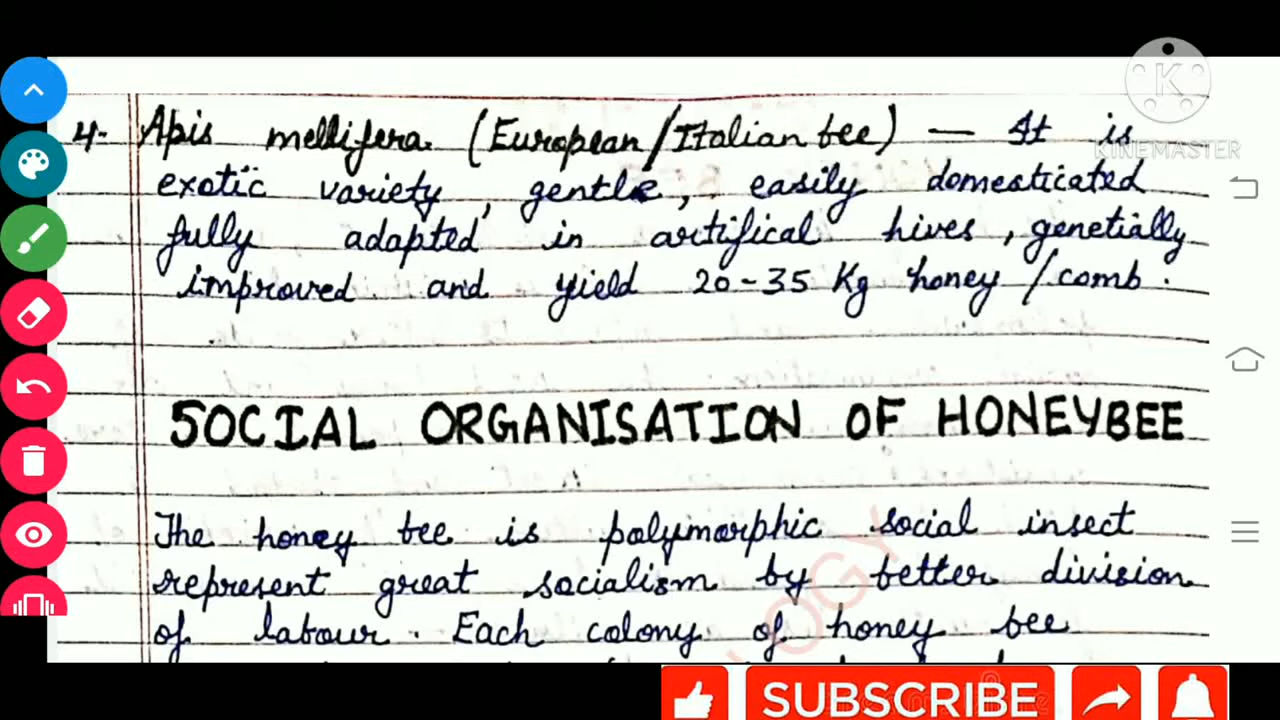 KINEMASTER
4- Apis mellifera (European/Italian bee) — It is
exotic variety, gentle, easily domesticated
fully adapted in artifical hives, genetially
improved and yield 20-35 Kg honey/comb.
SOCIAL ORGANISATION OF HONEYBEE
The honey bee is polymorphic social insect
represent great socialism by better division
of labour. Each colony of honey bee
SUBSCRIBE